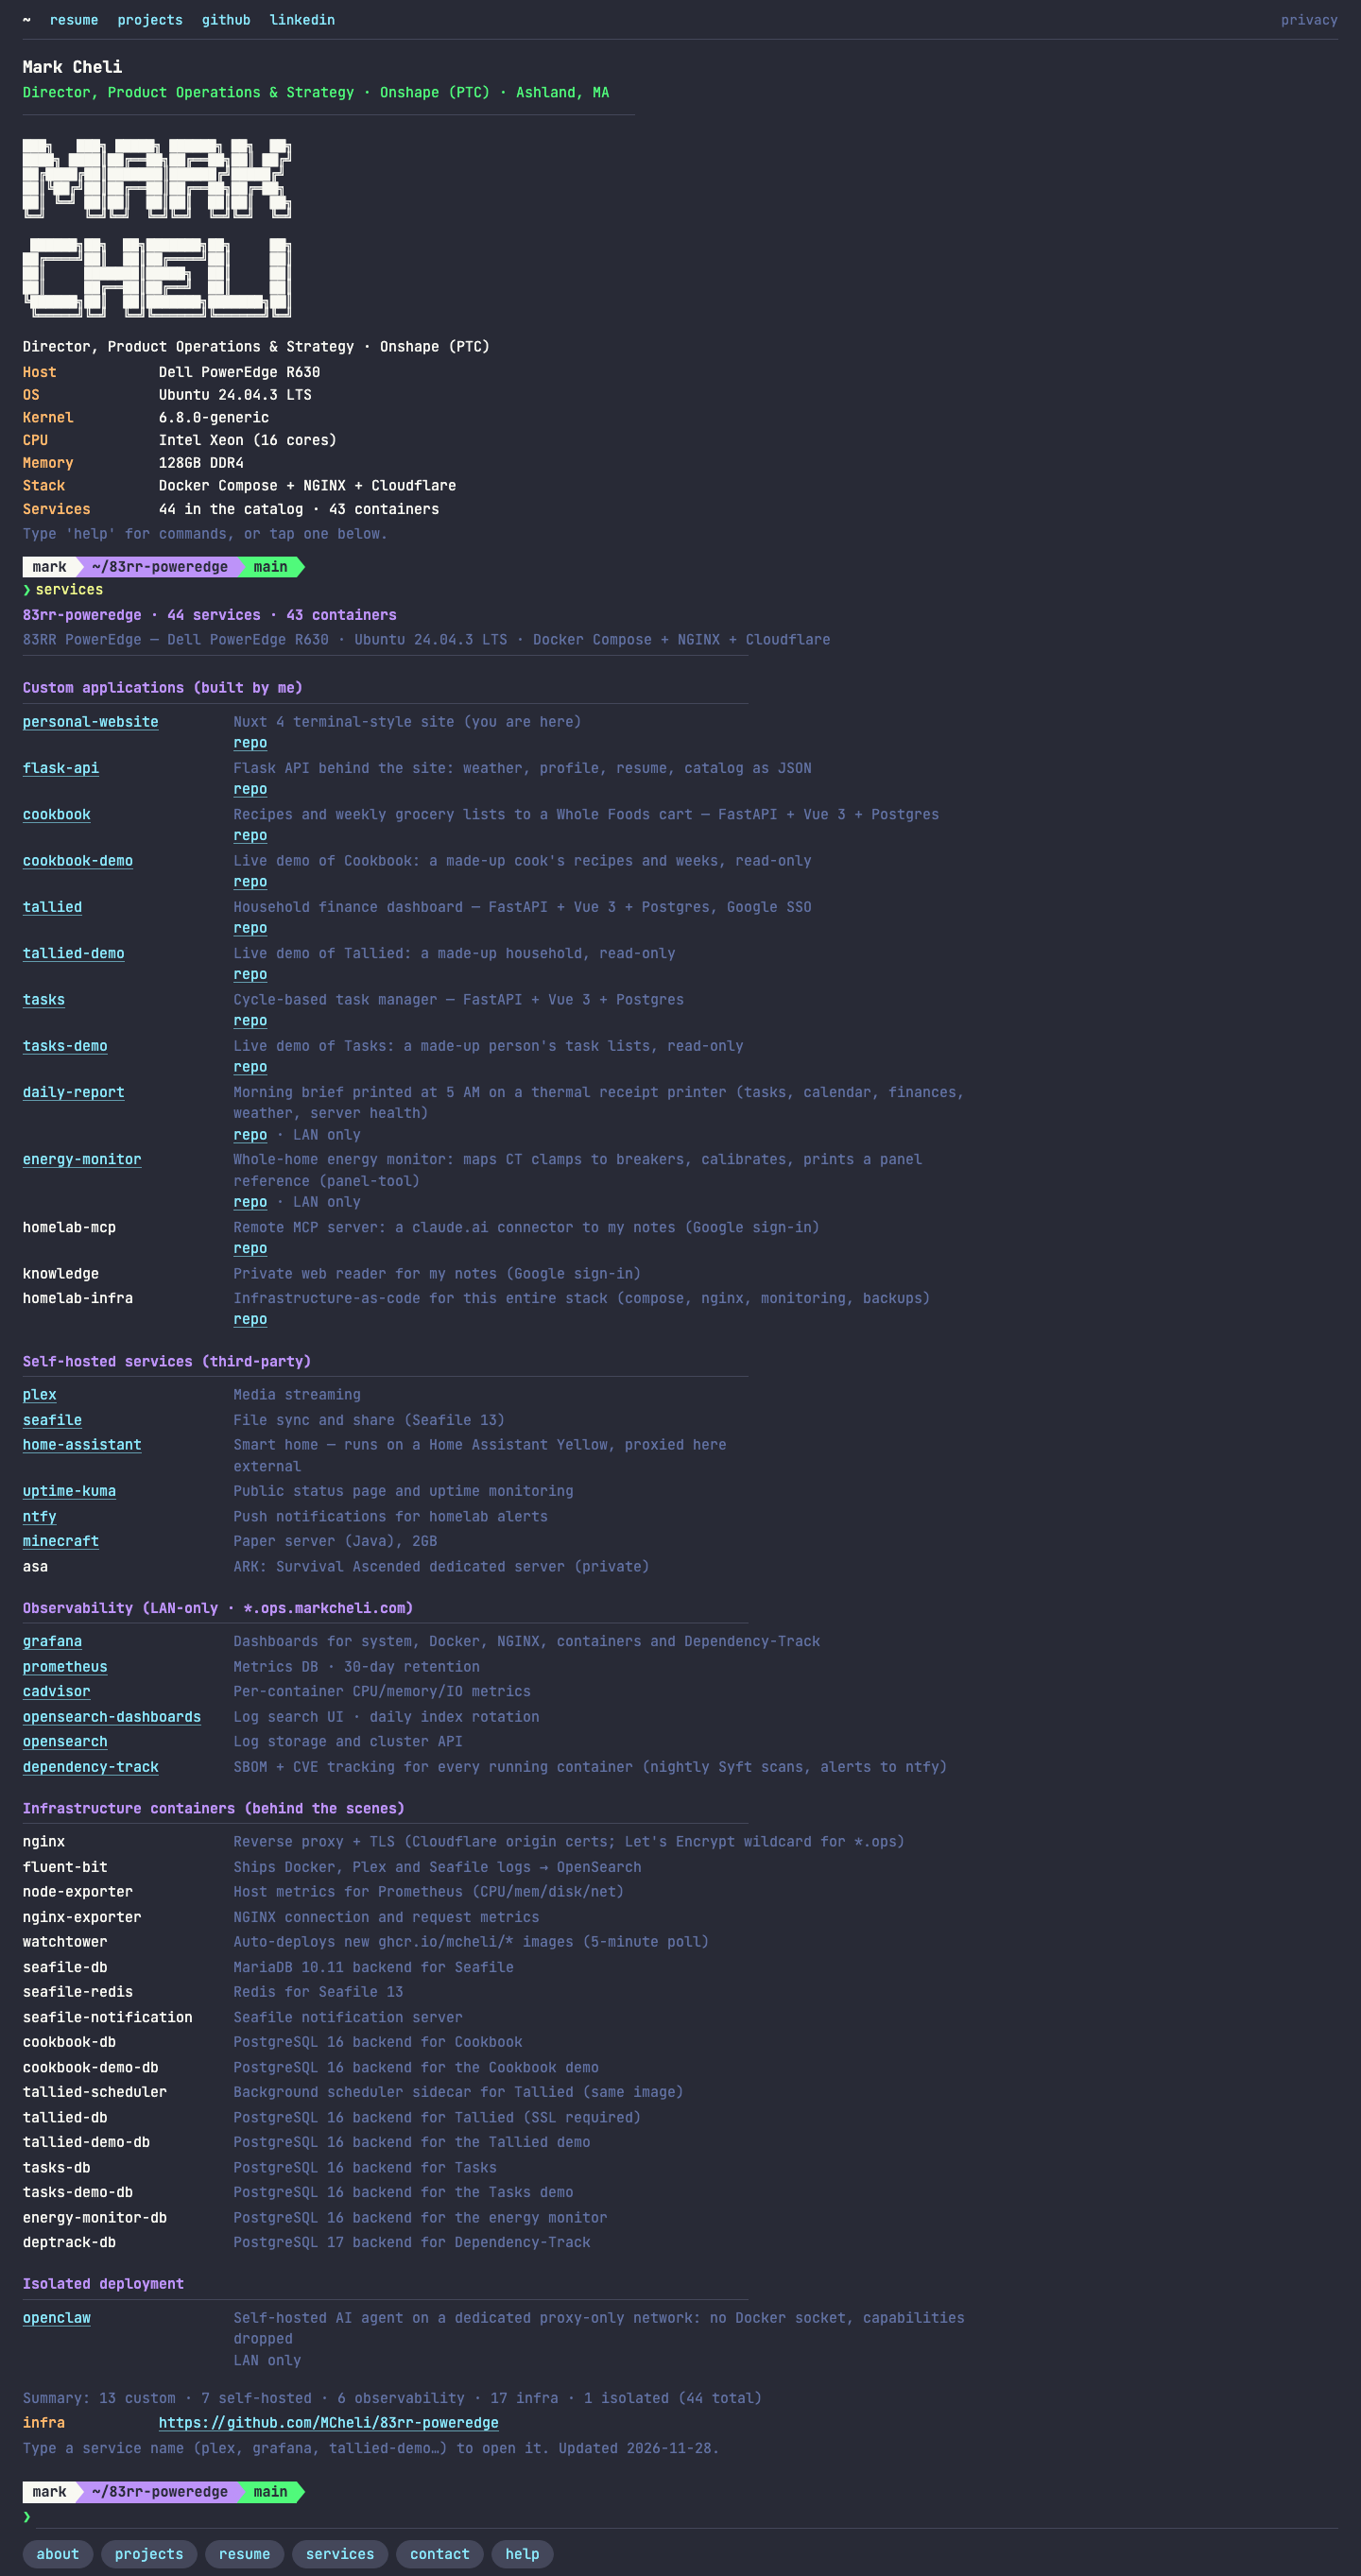 ~ resume projects github linkedin privacy
Mark Cheli
Director, Product Operations & Strategy · Onshape (PTC) · Ashland, MA
MARK
CHELI
Director, Product Operations & Strategy · Onshape (PTC)
Host Dell PowerEdge R630
OS Ubuntu 24.04.3 LTS
Kernel 6.8.0-generic
CPU Intel Xeon (16 cores)
Memory 128GB DDR4
Stack Docker Compose + NGINX + Cloudflare
Services 44 in the catalog · 43 containers
Type 'help' for commands, or tap one below.
mark ~/83rr-poweredge main
❯ services
83rr-poweredge · 44 services · 43 containers
83RR PowerEdge — Dell PowerEdge R630 · Ubuntu 24.04.3 LTS · Docker Compose + NGINX + Cloudflare
Custom applications (built by me)
personal-website Nuxt 4 terminal-style site (you are here)
repo
flask-api Flask API behind the site: weather, profile, resume, catalog as JSON
repo
cookbook Recipes and weekly grocery lists to a Whole Foods cart — FastAPI + Vue 3 + Postgres
repo
cookbook-demo Live demo of Cookbook: a made-up cook's recipes and weeks, read-only
repo
tallied Household finance dashboard — FastAPI + Vue 3 + Postgres, Google SSO
repo
tallied-demo Live demo of Tallied: a made-up household, read-only
repo
tasks Cycle-based task manager — FastAPI + Vue 3 + Postgres
repo
tasks-demo Live demo of Tasks: a made-up person's task lists, read-only
repo
daily-report Morning brief printed at 5 AM on a thermal receipt printer (tasks, calendar, finances,
weather, server health)
repo · LAN only
energy-monitor Whole-home energy monitor: maps CT clamps to breakers, calibrates, prints a panel
reference (panel-tool)
repo · LAN only
homelab-mcp Remote MCP server: a claude.ai connector to my notes (Google sign-in)
repo
knowledge Private web reader for my notes (Google sign-in)
homelab-infra Infrastructure-as-code for this entire stack (compose, nginx, monitoring, backups)
repo
Self-hosted services (third-party)
plex Media streaming
seafile File sync and share (Seafile 13)
home-assistant Smart home — runs on a Home Assistant Yellow, proxied here
external
uptime-kuma Public status page and uptime monitoring
ntfy Push notifications for homelab alerts
minecraft Paper server (Java), 2GB
asa ARK: Survival Ascended dedicated server (private)
Observability (LAN-only · *.ops.markcheli.com)
grafana Dashboards for system, Docker, NGINX, containers and Dependency-Track
prometheus Metrics DB · 30-day retention
cadvisor Per-container CPU/memory/IO metrics
opensearch-dashboards Log search UI · daily index rotation
opensearch Log storage and cluster API
dependency-track SBOM + CVE tracking for every running container (nightly Syft scans, alerts to ntfy)
Infrastructure containers (behind the scenes)
nginx Reverse proxy + TLS (Cloudflare origin certs; Let's Encrypt wildcard for *.ops)
fluent-bit Ships Docker, Plex and Seafile logs → OpenSearch
node-exporter Host metrics for Prometheus (CPU/mem/disk/net)
nginx-exporter NGINX connection and request metrics
watchtower Auto-deploys new ghcr.io/mcheli/* images (5-minute poll)
seafile-db MariaDB 10.11 backend for Seafile
seafile-redis Redis for Seafile 13
seafile-notification Seafile notification server
cookbook-db PostgreSQL 16 backend for Cookbook
cookbook-demo-db PostgreSQL 16 backend for the Cookbook demo
tallied-scheduler Background scheduler sidecar for Tallied (same image)
tallied-db PostgreSQL 16 backend for Tallied (SSL required)
tallied-demo-db PostgreSQL 16 backend for the Tallied demo
tasks-db PostgreSQL 16 backend for Tasks
tasks-demo-db PostgreSQL 16 backend for the Tasks demo
energy-monitor-db PostgreSQL 16 backend for the energy monitor
deptrack-db PostgreSQL 17 backend for Dependency-Track
Isolated deployment
openclaw Self-hosted AI agent on a dedicated proxy-only network: no Docker socket, capabilities
dropped
LAN only
Summary: 13 custom · 7 self-hosted · 6 observability · 17 infra · 1 isolated (44 total)
infra https://github.com/MCheli/83rr-poweredge
Type a service name (plex, grafana, tallied-demo…) to open it. Updated 2026-11-28.
mark ~/83rr-poweredge main
❯
about projects resume services contact help